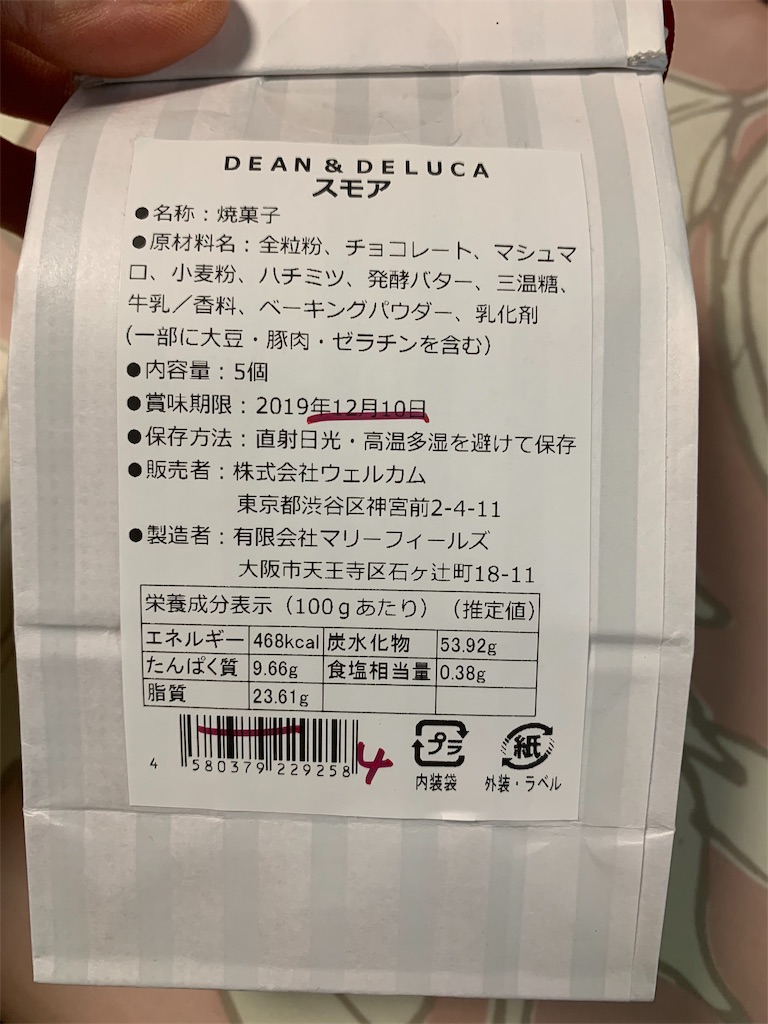 DEAN & DELUCA
スモア
●名称：焼菓子
●原材料名：全粒粉、チョコレート、マシュマ
ロ、小麦粉、ハチミツ、発酵バター、三温糖、
牛乳／香料、ベーキングパウダー、乳化剤
(一部に大豆・豚肉・ゼラチンを含む)
●内容量：5個
●賞味期限：2019年12月10日
●保存方法：直射日光・高温多湿を避けて保存
●販売者：株式会社ウェルカム
東京都渋谷区神宮前2-4-11
●製造者：有限会社マリーフィールズ
大阪市天王寺区石ヶ辻町18-11
栄養成分表示（100ｇあたり）（推定値）
エネルギー 468kcal 炭水化物 53.92g
たんぱく質 9.66g 食塩相当量 0.38g
脂質 23.61g
4 580379 229258 4
プラ 紙
内装袋 外装・ラベル